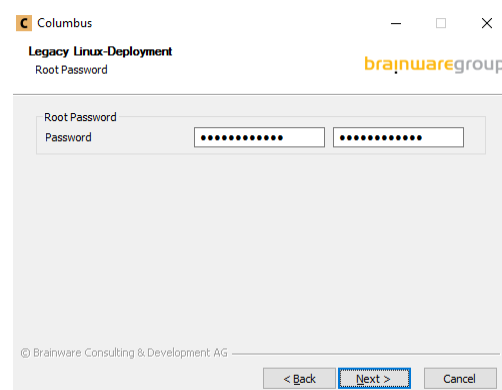 C Columbus
Legacy Linux-Deployment
Root Password
brainwaregroup
Root Password
Password ●●●●●●●●●●●● ●●●●●●●●●●●●
© Brainware Consulting & Development AG
< Back Next > Cancel